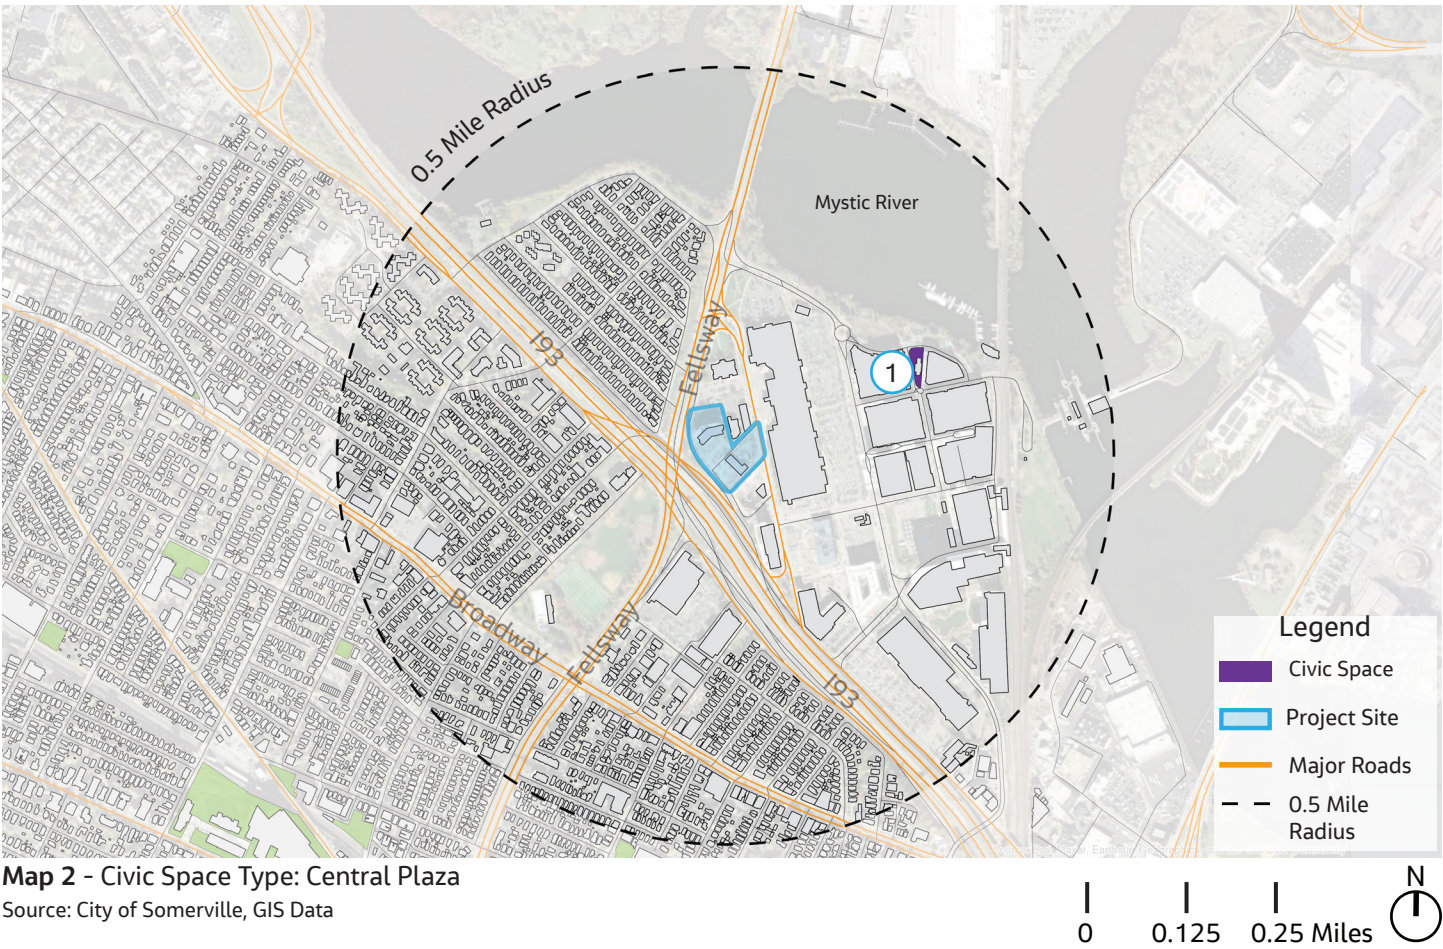 0.5 Mile Radius
Mystic River
Fellsway
I93
1
Broadway
Fellsway
I93
Legend
Civic Space
Project Site
Major Roads
0.5 Mile
Radius
Map 2 - Civic Space Type: Central Plaza
Source: City of Somerville, GIS Data
0 0.125 0.25 Miles
N